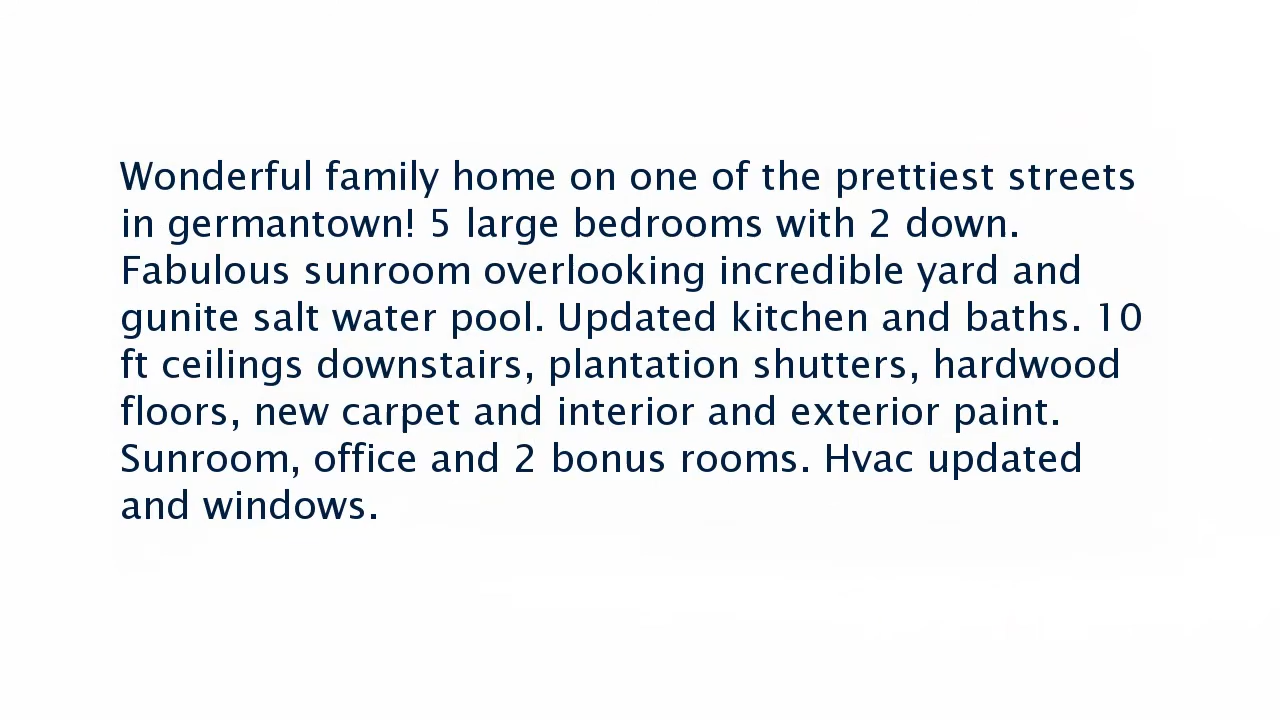 Wonderful family home on one of the prettiest streets
in germantown! 5 large bedrooms with 2 down.
Fabulous sunroom overlooking incredible yard and
gunite salt water pool. Updated kitchen and baths. 10
ft ceilings downstairs, plantation shutters, hardwood
floors, new carpet and interior and exterior paint.
Sunroom, office and 2 bonus rooms. Hvac updated
and windows.